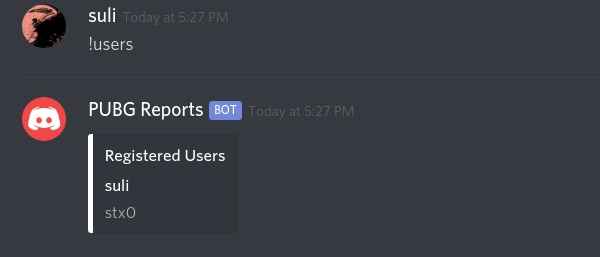 suli Today at 5:27 PM
!users
PUBG Reports BOT Today at 5:27 PM
Registered Users
suli
stx0